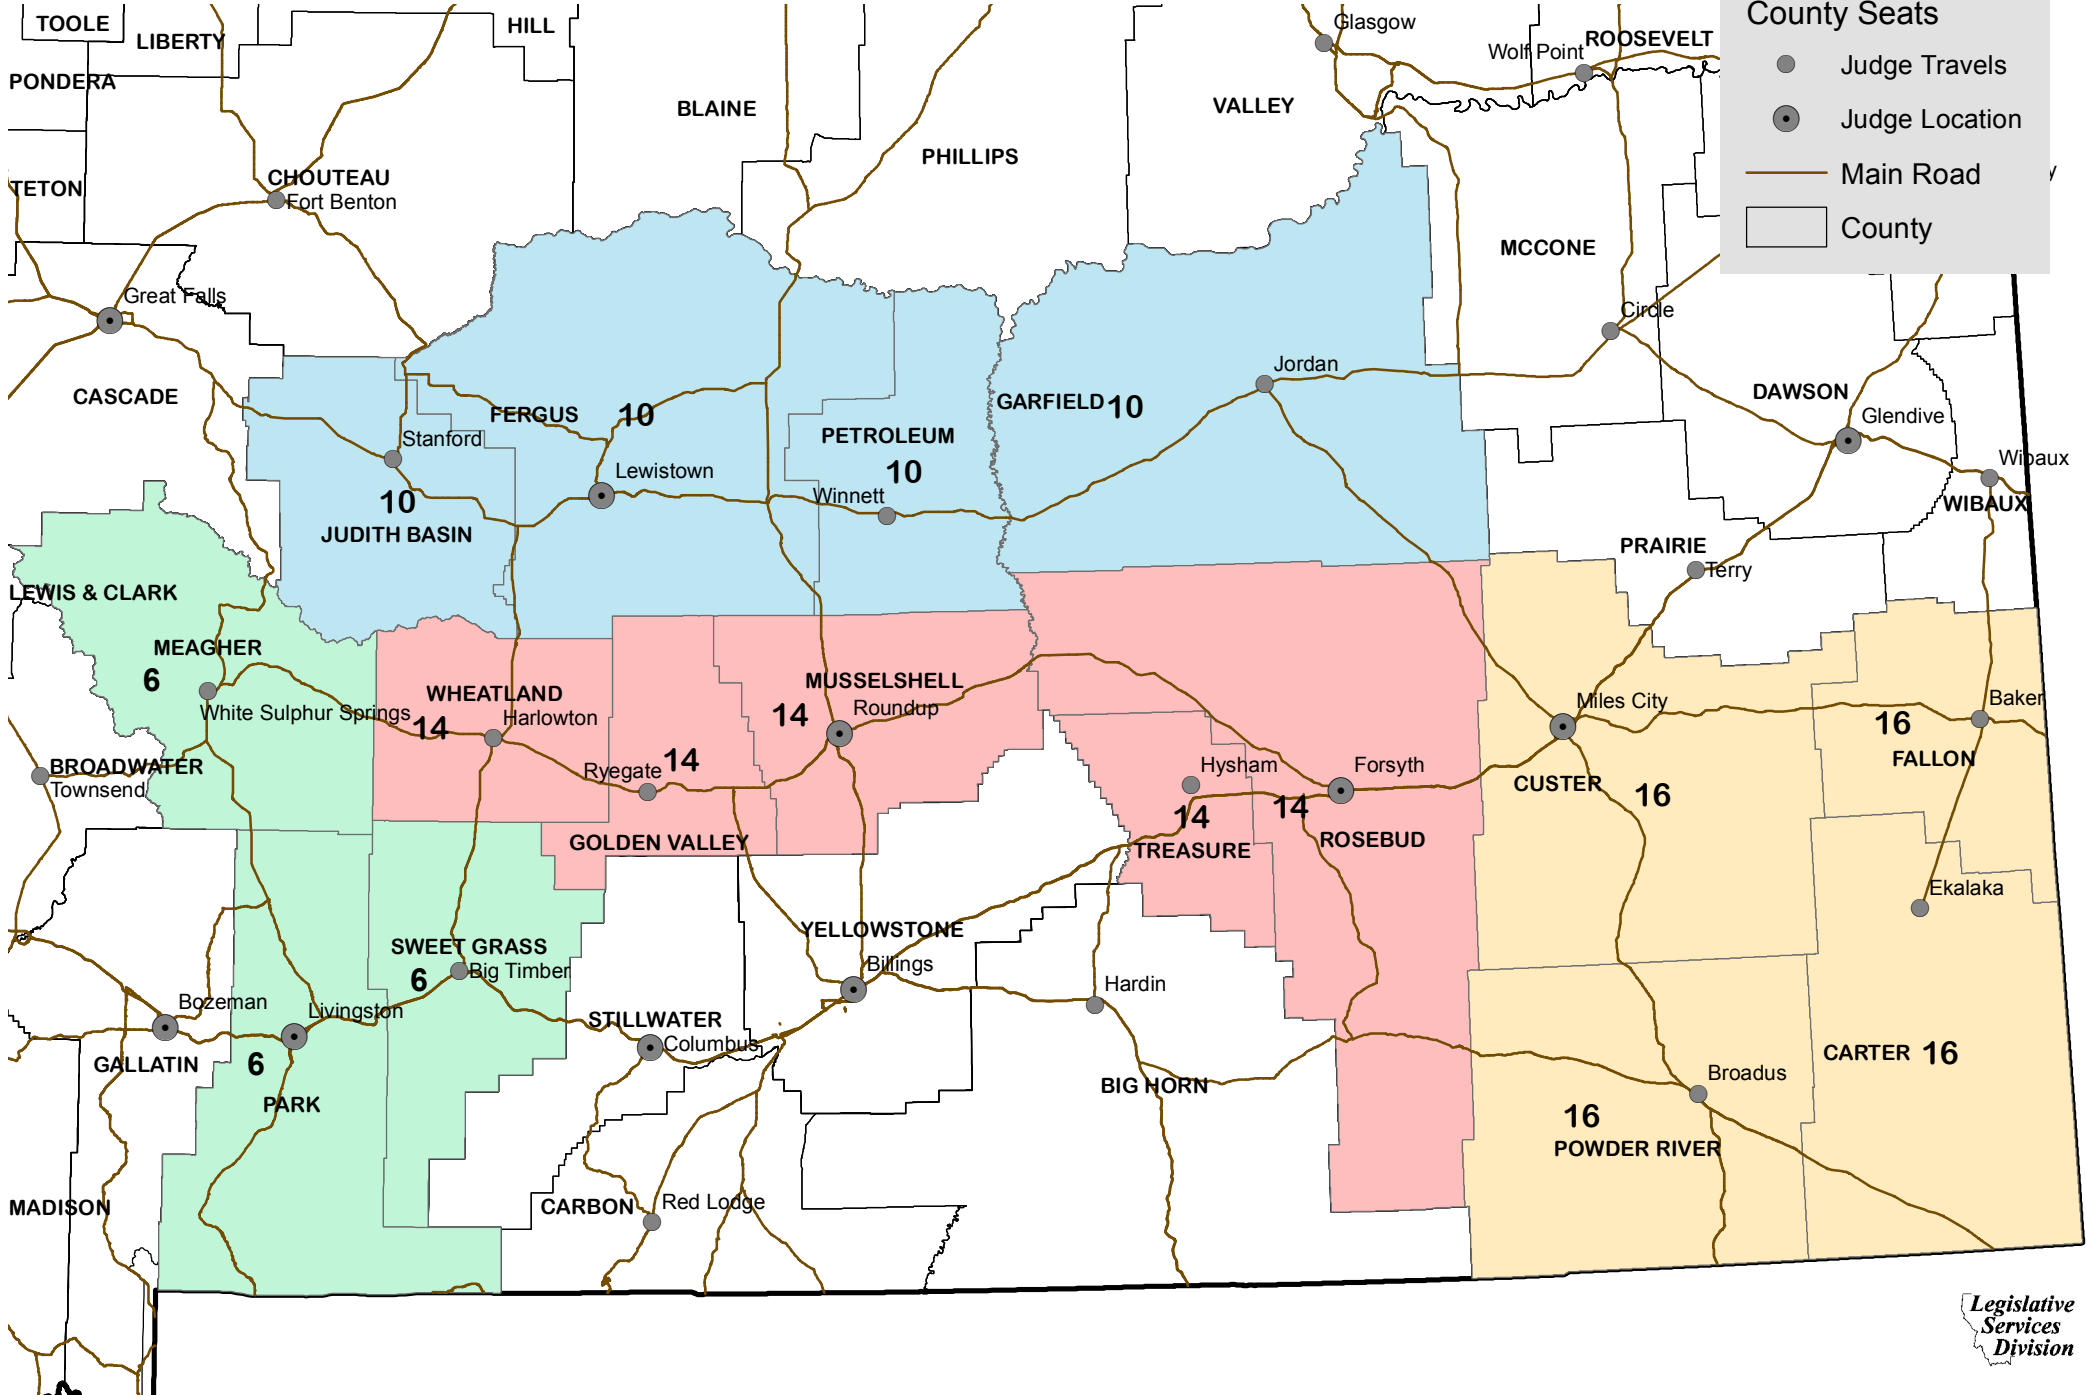 TOOLE
LIBERTY
HILL
PONDERA
BLAINE
PHILLIPS
VALLEY
Glasgow
Wolf Point
ROOSEVELT
County Seats
Judge Travels
Judge Location
Main Road
County
y
TETON
CHOUTEAU
Fort Benton
MCCONE
Great Falls
Circle
CASCADE
Jordan
DAWSON
Glendive
GARFIELD 10
FERGUS
10
Stanford
PETROLEUM
10
Lewistown
Winnett
10
JUDITH BASIN
Wibaux
WIBAUX
PRAIRIE
Terry
LEWIS & CLARK
MEAGHER
6
White Sulphur Springs
WHEATLAND
14
Harlowton
MUSSELSHELL
14
Roundup
Miles City
Baker
16
FALLON
BROADWATER
Townsend
Ryegate
14
Hysham
14
Forsyth
14
ROSEBUD
TREASURE
CUSTER
16
GOLDEN VALLEY
Ekalaka
SWEET GRASS
6
Big Timber
YELLOWSTONE
Billings
Hardin
Bozeman
Livingston
GALLATIN
6
PARK
STILLWATER
Columbus
BIG HORN
Broadus
CARTER 16
16
POWDER RIVER
MADISON
CARBON
Red Lodge
Legislative
Services
Division